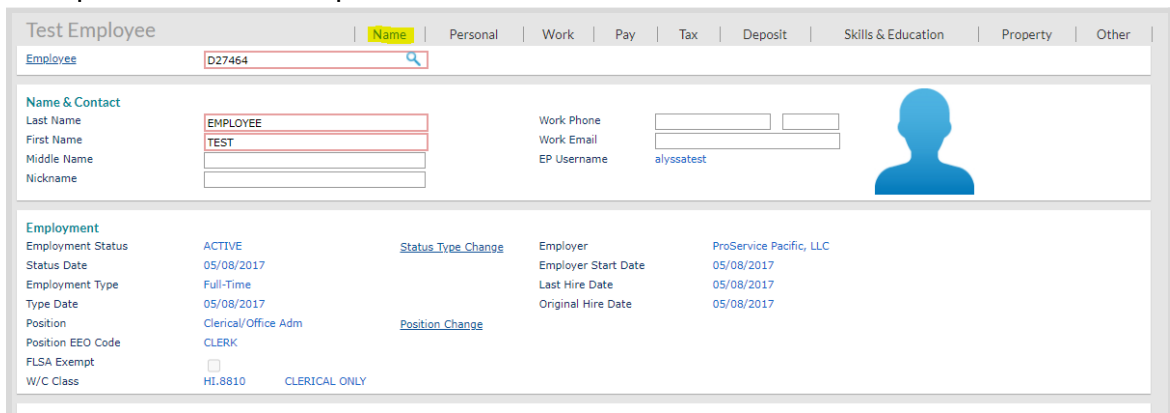 Test Employee | Name | Personal | Work | Pay | Tax | Deposit | Skills & Education | Property | Other |
Employee D27464
Name & Contact
Last Name EMPLOYEE Work Phone
First Name TEST Work Email
Middle Name EP Username alyssatest
Nickname
Employment
Employment Status ACTIVE Status Type Change Employer ProService Pacific, LLC
Status Date 05/08/2017 Employer Start Date 05/08/2017
Employment Type Full-Time Last Hire Date 05/08/2017
Type Date 05/08/2017 Original Hire Date 05/08/2017
Position Clerical/Office Adm Position Change
Position EEO Code CLERK
FLSA Exempt
W/C Class HI.8810 CLERICAL ONLY